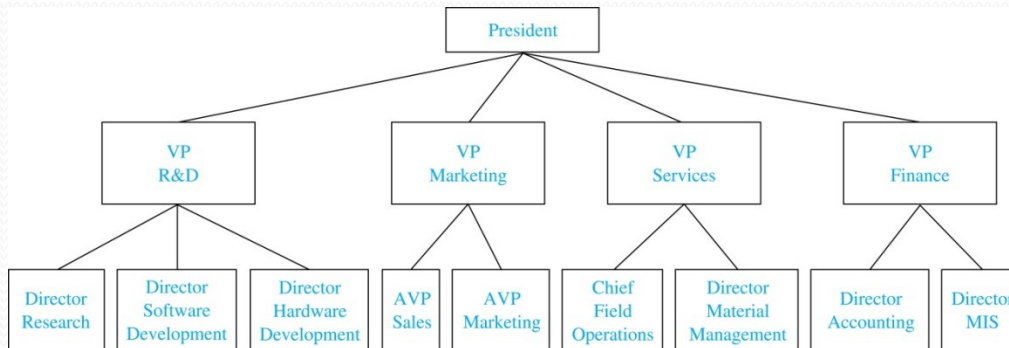 President
VP
R&D
VP
Marketing
VP
Services
VP
Finance
Director
Research
Director
Software
Development
Director
Hardware
Development
AVP
Sales
AVP
Marketing
Chief
Field
Operations
Director
Material
Management
Director
Accounting
Director
MIS